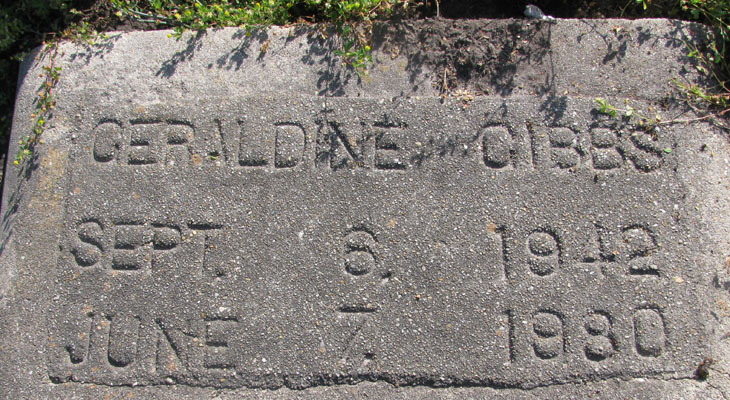 GERALDINE GIBBS
SEPT. 6, 1942
JUNE 7, 1980